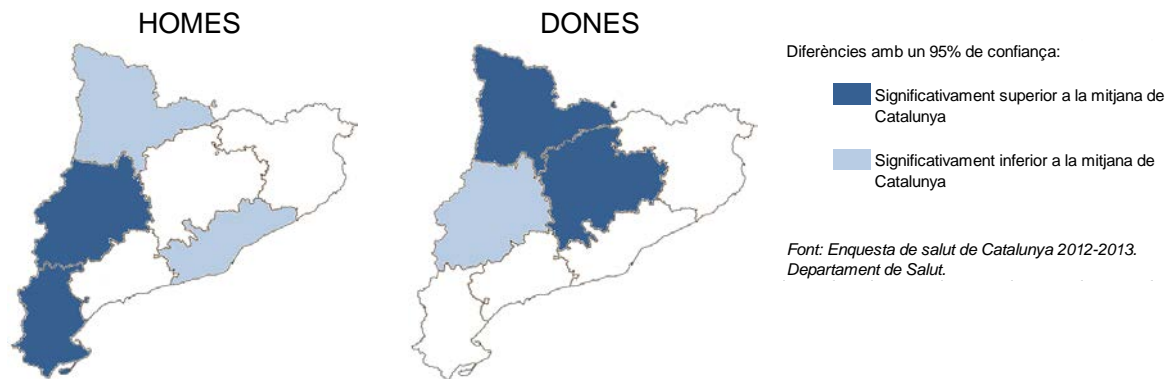 HOMES
DONES
Diferències amb un 95% de confiança:
Significativament superior a la mitjana de
Catalunya
Significativament inferior a la mitjana de
Catalunya
Font: Enquesta de salut de Catalunya 2012-2013.
Departament de Salut.